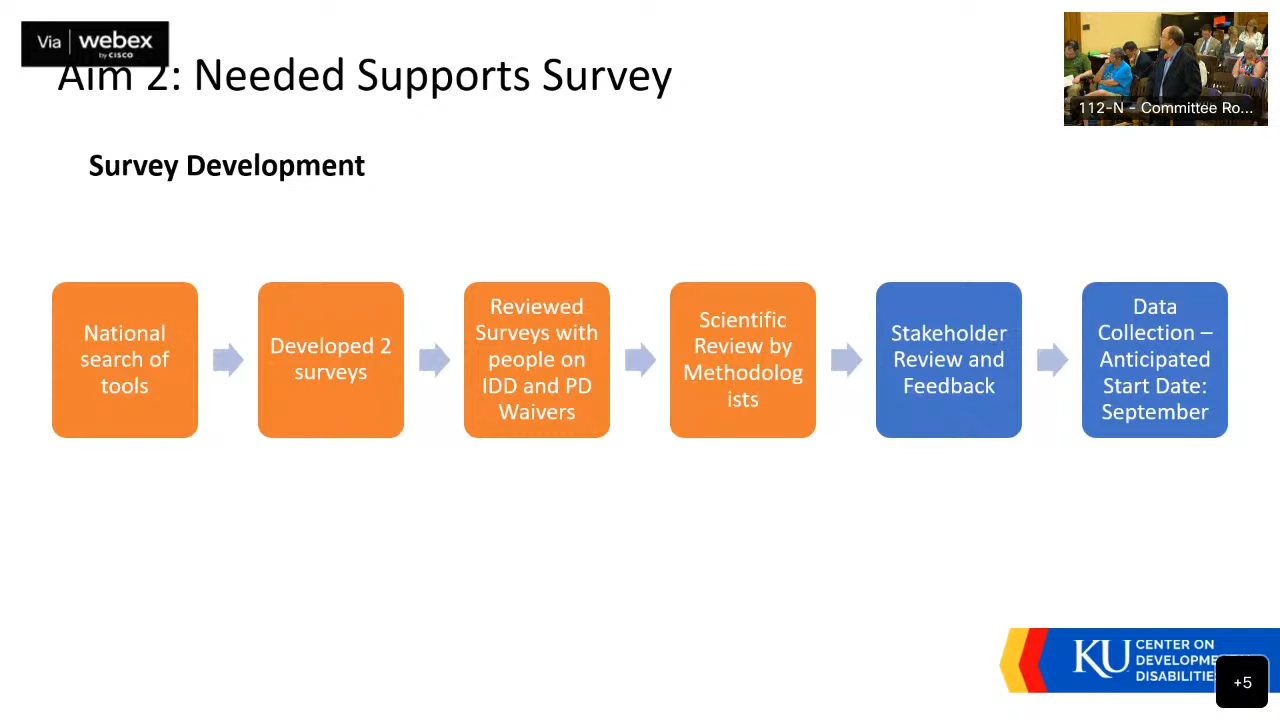 Via webex
by CISCO
Aim 2: Needed Supports Survey
112-N - Committee Ro...
Survey Development
National
search of
tools
Developed 2
surveys
Reviewed
Surveys with
people on
IDD and PD
Waivers
Scientific
Review by
Methodolog
ists
Stakeholder
Review and
Feedback
Data
Collection –
Anticipated
Start Date:
September
KU CENTER ON
DEVELOPMENT
DISABILITIE
+5